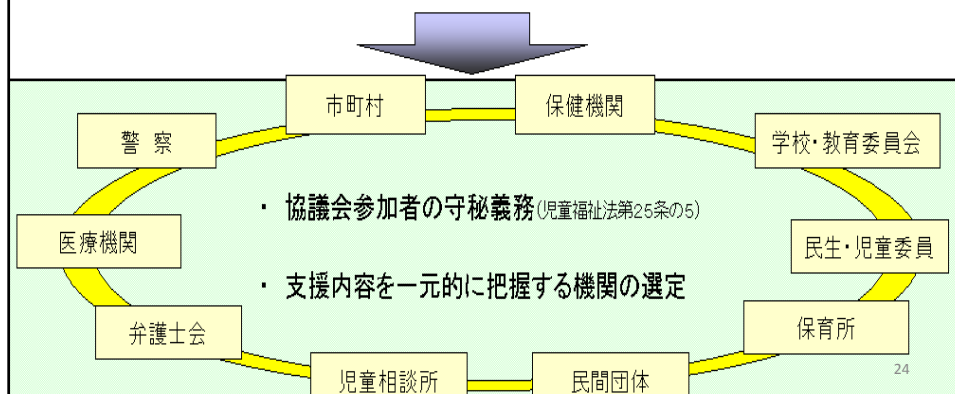 市町村
保健機関
警 察
学校・教育委員会
・ 協議会参加者の守秘義務(児童福祉法第25条の5)
医療機関
民生・児童委員
・ 支援内容を一元的に把握する機関の選定
弁護士会
保育所
児童相談所
民間団体
24